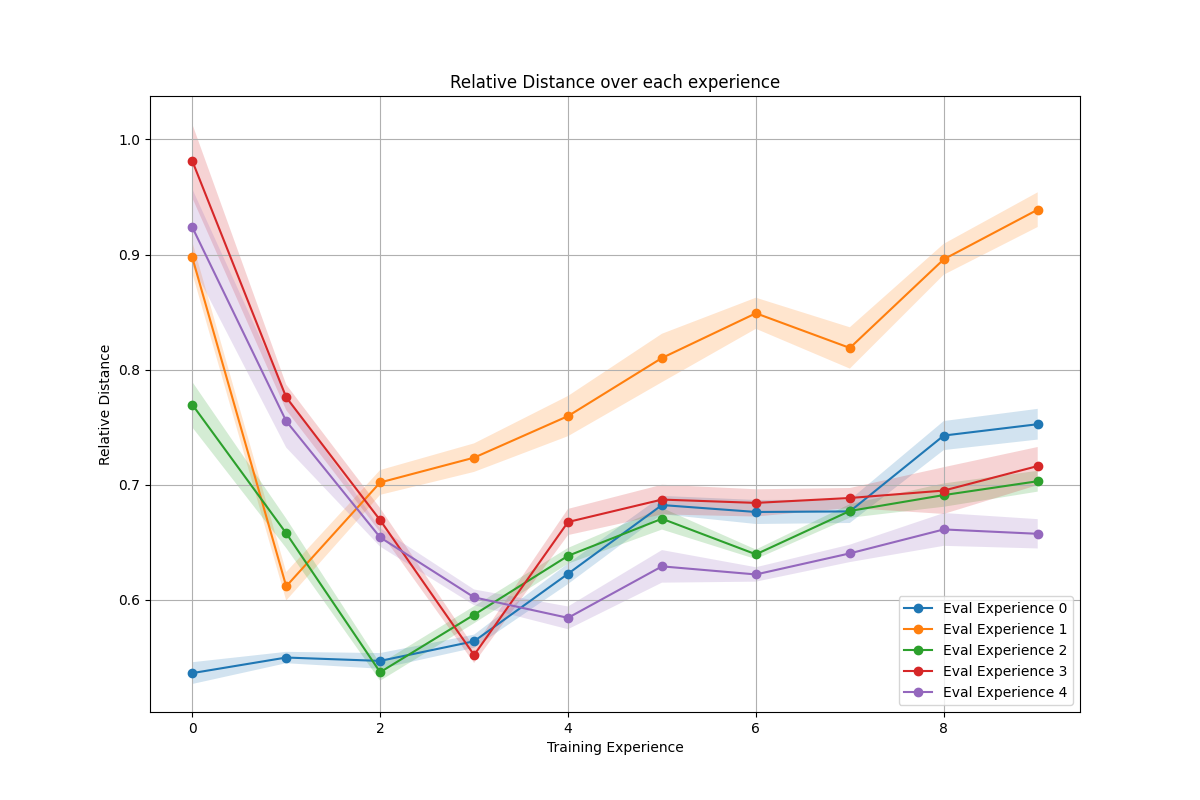 Relative Distance over each experience
Relative Distance
1.0
0.9
0.8
0.7
0.6
0 2 4 6 8
Training Experience
Eval Experience 0
Eval Experience 1
Eval Experience 2
Eval Experience 3
Eval Experience 4